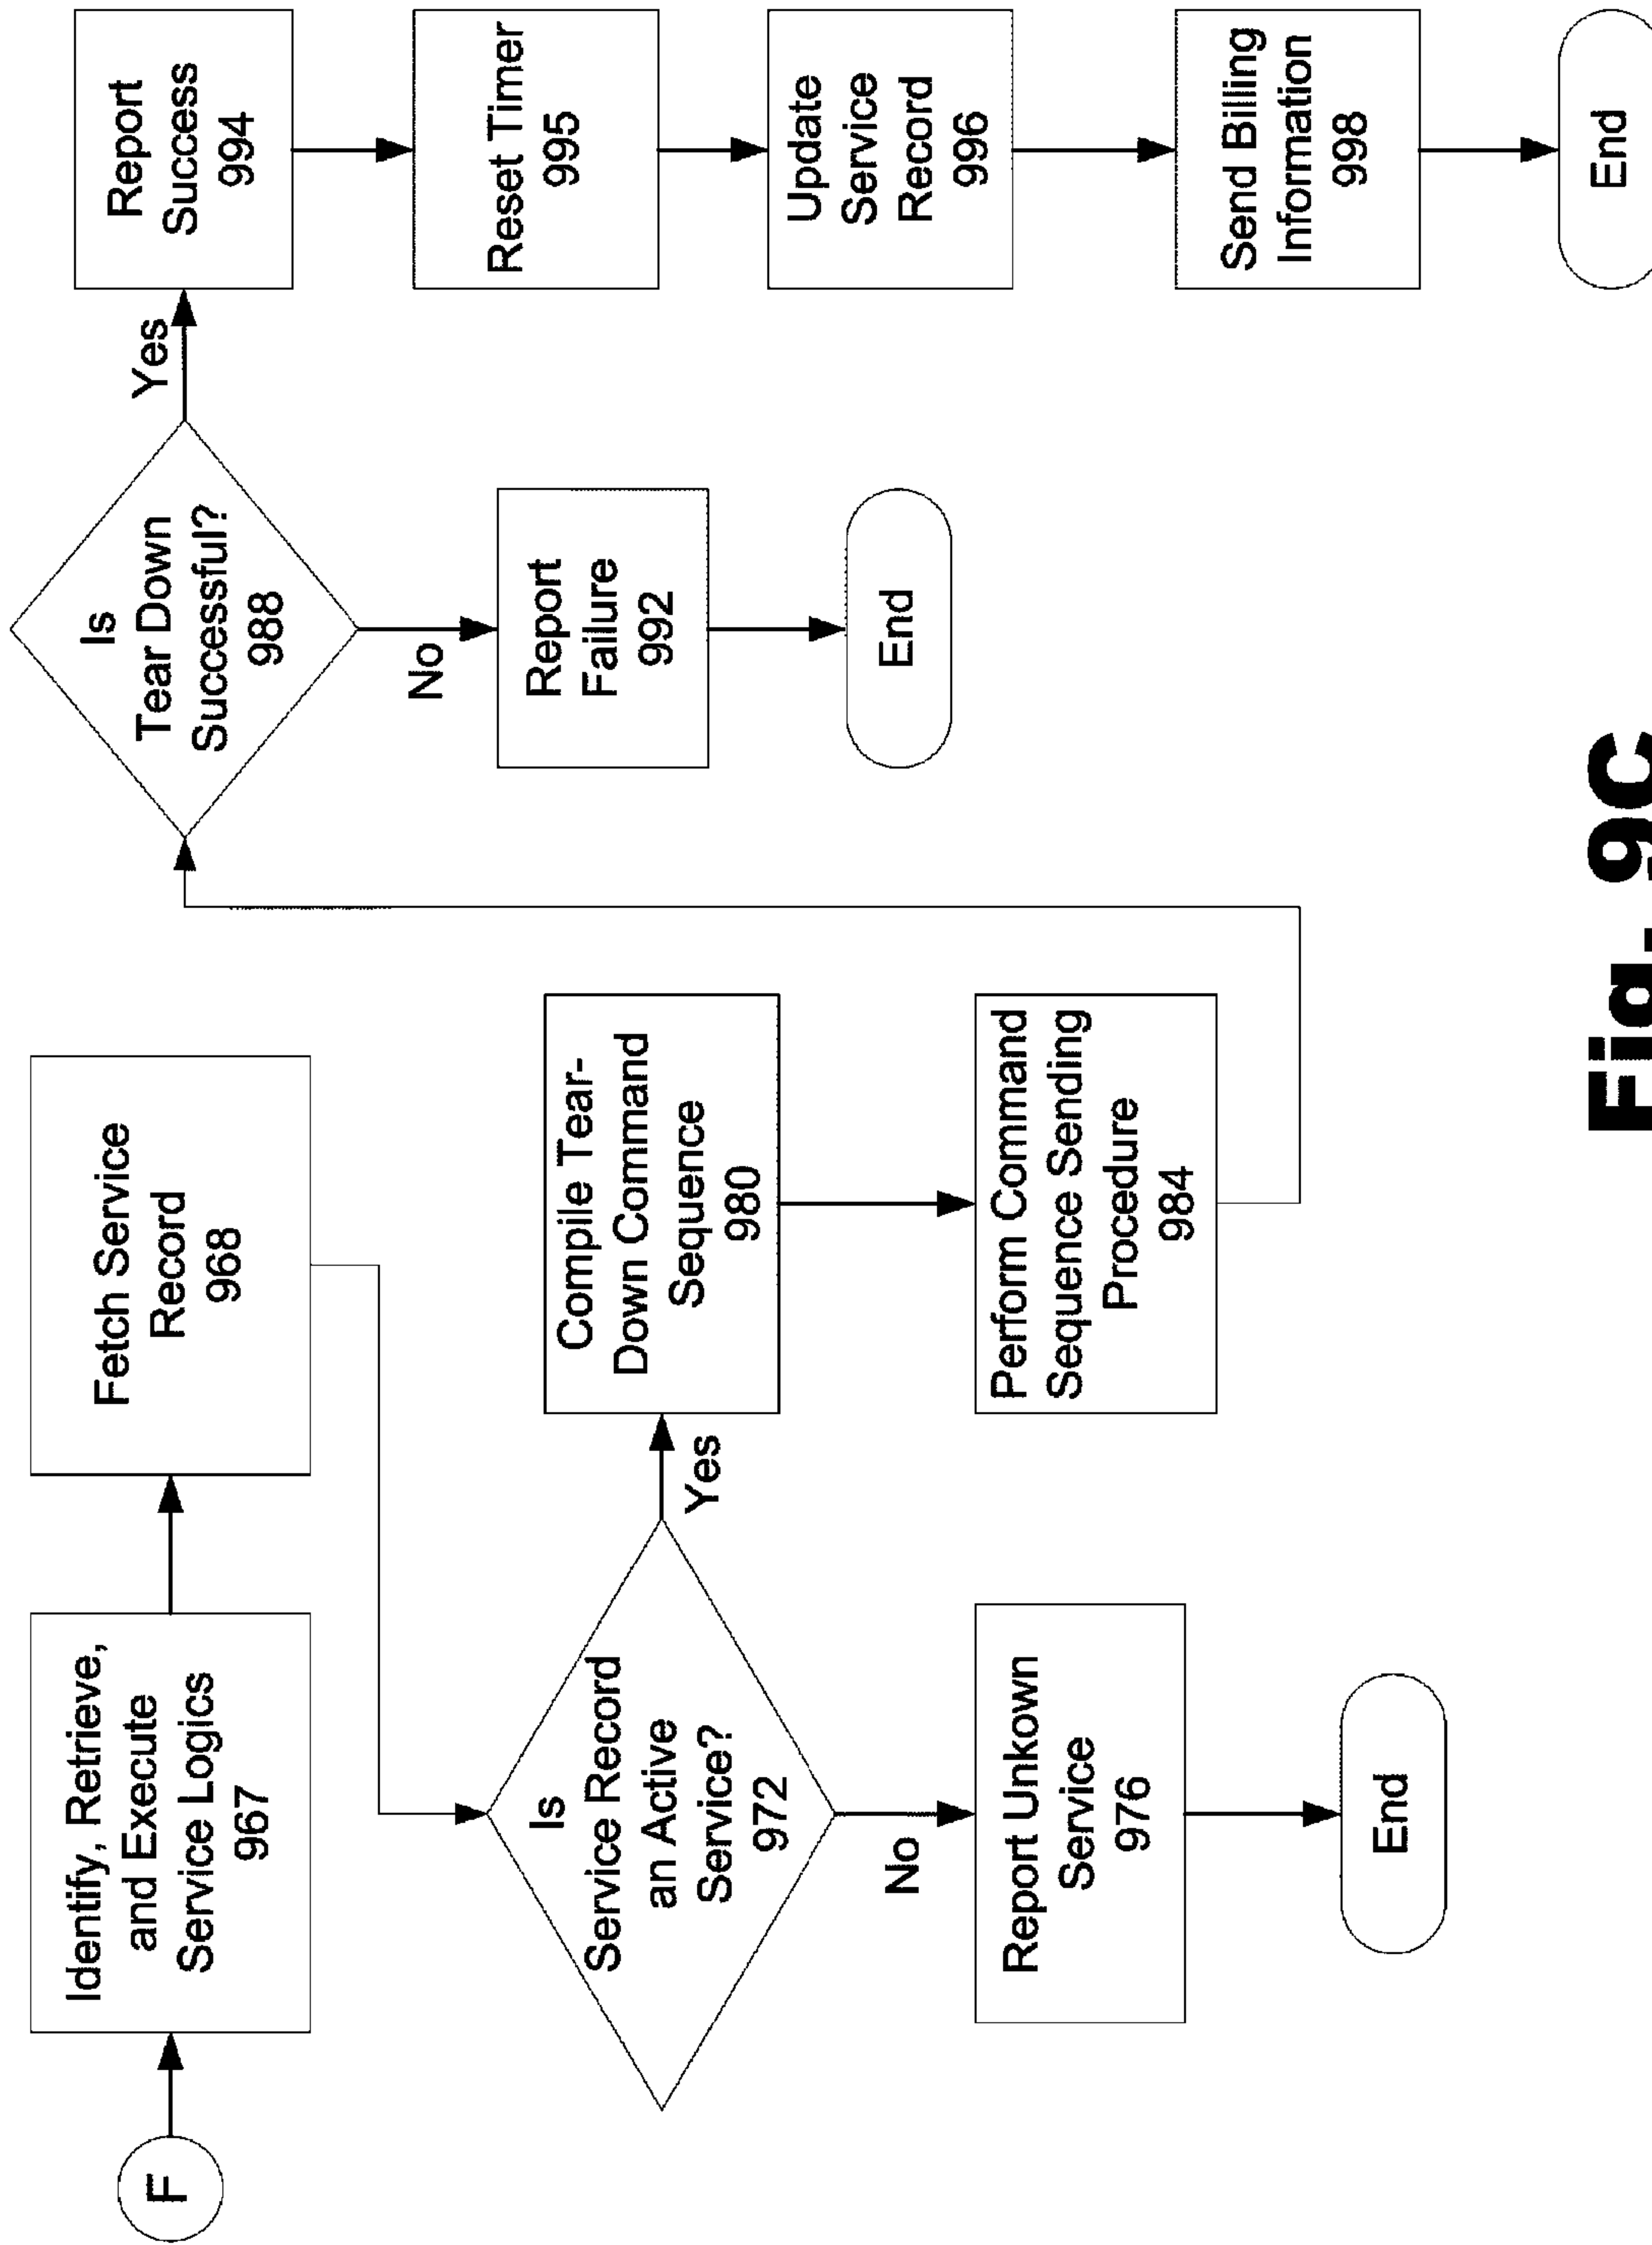 F
Identify, Retrieve,
and Execute
Service Logics
967
Fetch Service
Record
968
Is
Service Record
an Active
Service?
972
Yes
No
Report Unkown
Service
976
End
Compile Tear-
Down Command
Sequence
980
Perform Command
Sequence Sending
Procedure
984
Is
Tear Down
Successful?
988
Yes
No
Report
Failure
992
End
Report
Success
994
Reset Timer
995
Update
Service
Record
996
Send Billing
Information
998
End
Fig. 9C